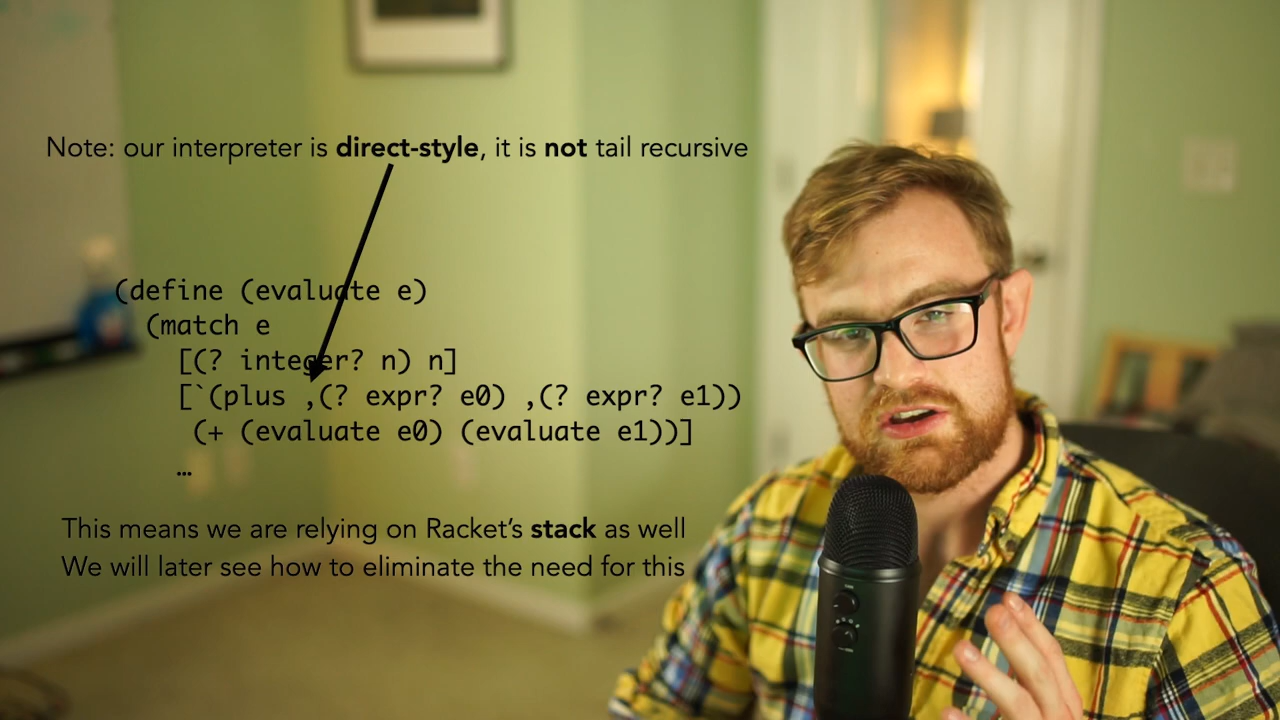 Note: our interpreter is direct-style, it is not tail recursive
(define (evaluate e)
(match e
[(? integer? n) n]
[`(plus ,(? expr? e0) ,(? expr? e1))
(+ (evaluate e0) (evaluate e1))]
…
This means we are relying on Racket’s stack as well
We will later see how to eliminate the need for this